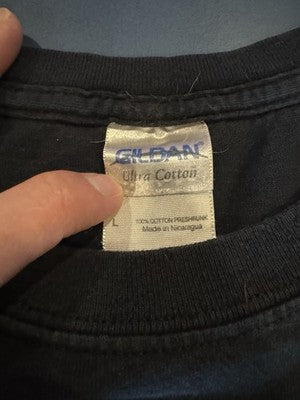 GILDAN
Ultra Cotton
L
100% COTTON PRESHRUNK
Made in Nicaragua